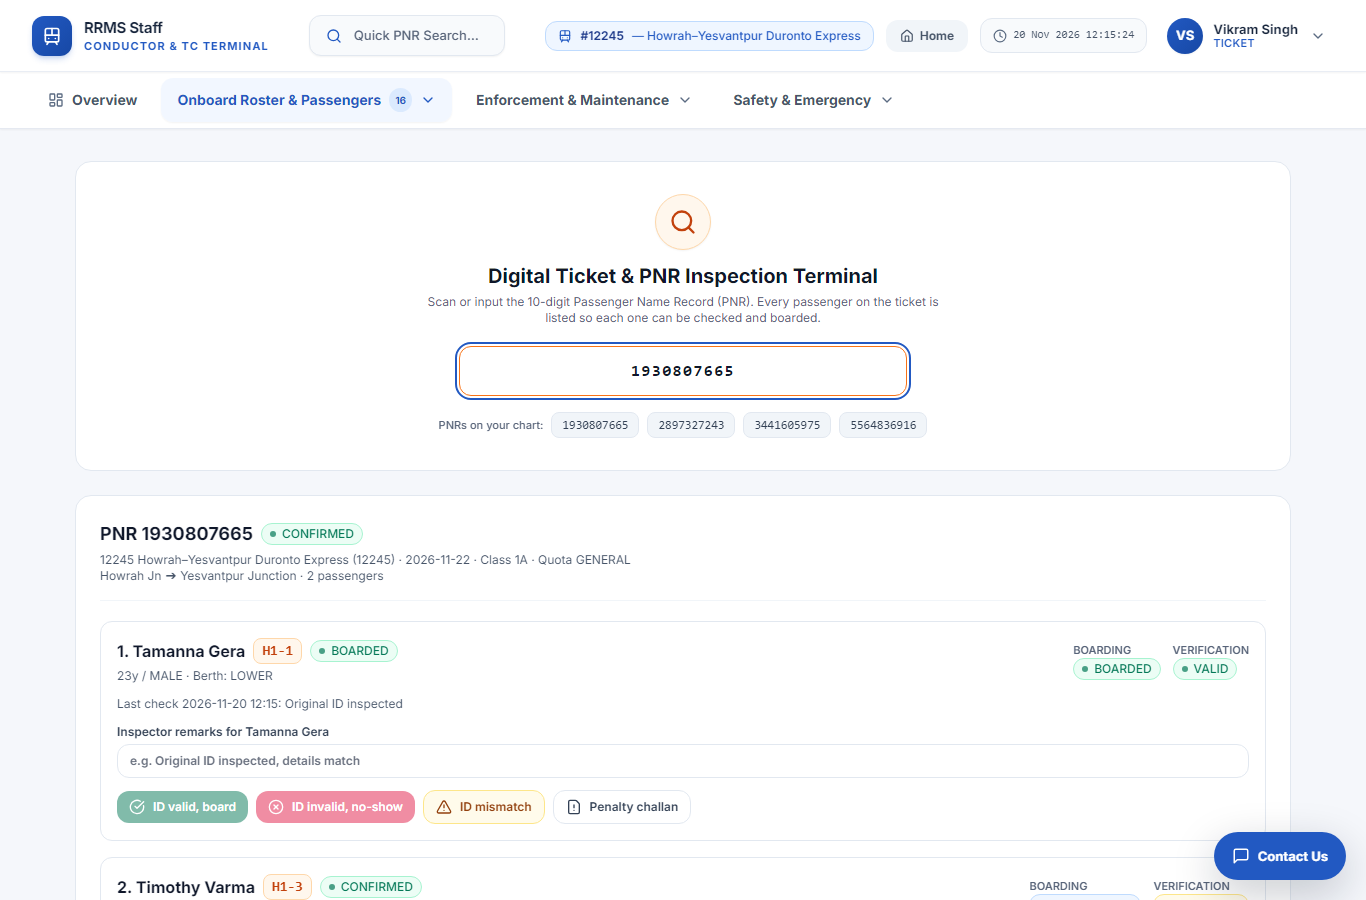 RRMS Staff
CONDUCTOR & TC TERMINAL
Quick PNR Search...
#12245 — Howrah–Yesvantpur Duronto Express
Home
20 Nov 2026 12:15:24
VS
Vikram Singh
TICKET
Overview
Onboard Roster & Passengers 16
Enforcement & Maintenance
Safety & Emergency
Digital Ticket & PNR Inspection Terminal
Scan or input the 10-digit Passenger Name Record (PNR). Every passenger on the ticket is
listed so each one can be checked and boarded.
1930807665
PNRs on your chart: 1930807665 2897327243 3441605975 5564836916
PNR 1930807665 CONFIRMED
12245 Howrah–Yesvantpur Duronto Express (12245) · 2026-11-22 · Class 1A · Quota GENERAL
Howrah Jn ➔ Yesvantpur Junction · 2 passengers
1. Tamanna Gera H1-1 BOARDED
BOARDING VERIFICATION
BOARDED VALID
23y / MALE · Berth: LOWER
Last check 2026-11-20 12:15: Original ID inspected
Inspector remarks for Tamanna Gera
e.g. Original ID inspected, details match
ID valid, board ID invalid, no-show ID mismatch Penalty challan
Contact Us
2. Timothy Varma H1-3 CONFIRMED
BOARDING VERIFICATION